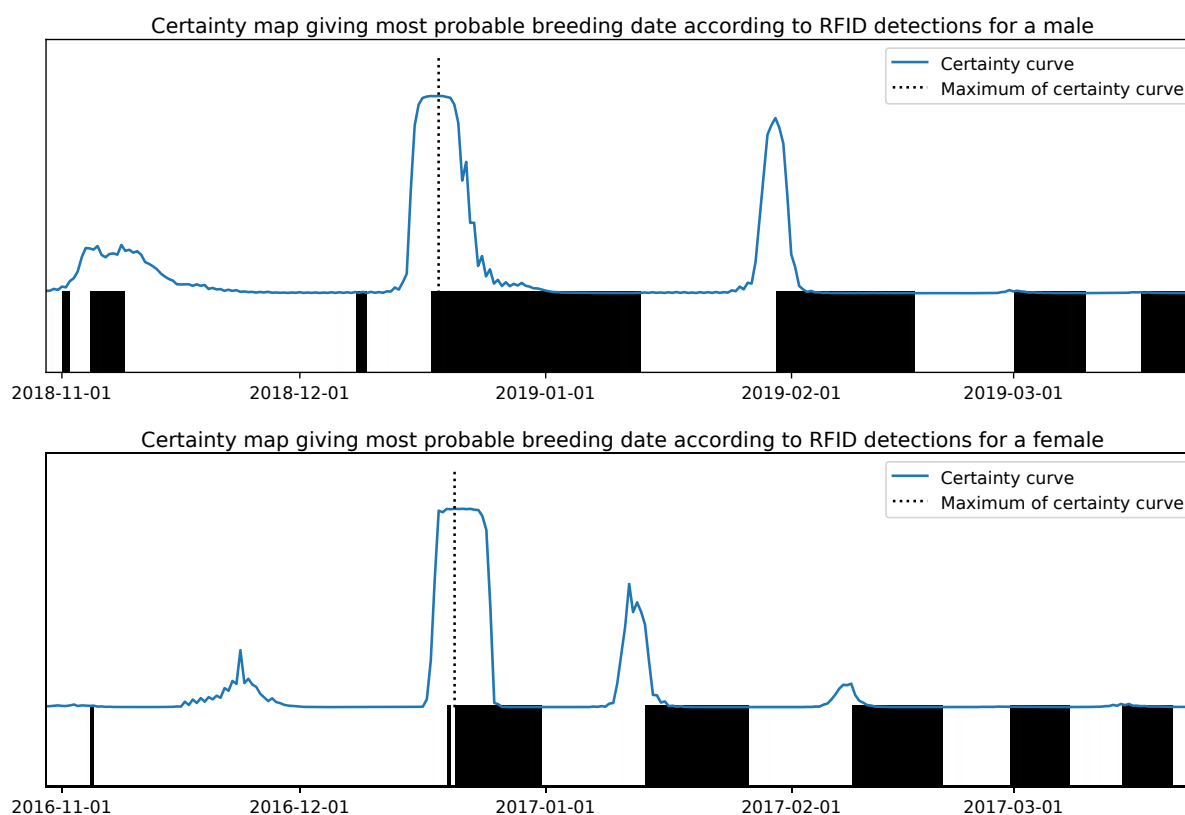 Certainty map giving most probable breeding date according to RFID detections for a male
Certainty curve
Maximum of certainty curve
2018-11-01 2018-12-01 2019-01-01 2019-02-01 2019-03-01
Certainty map giving most probable breeding date according to RFID detections for a female
Certainty curve
Maximum of certainty curve
2016-11-01 2016-12-01 2017-01-01 2017-02-01 2017-03-01